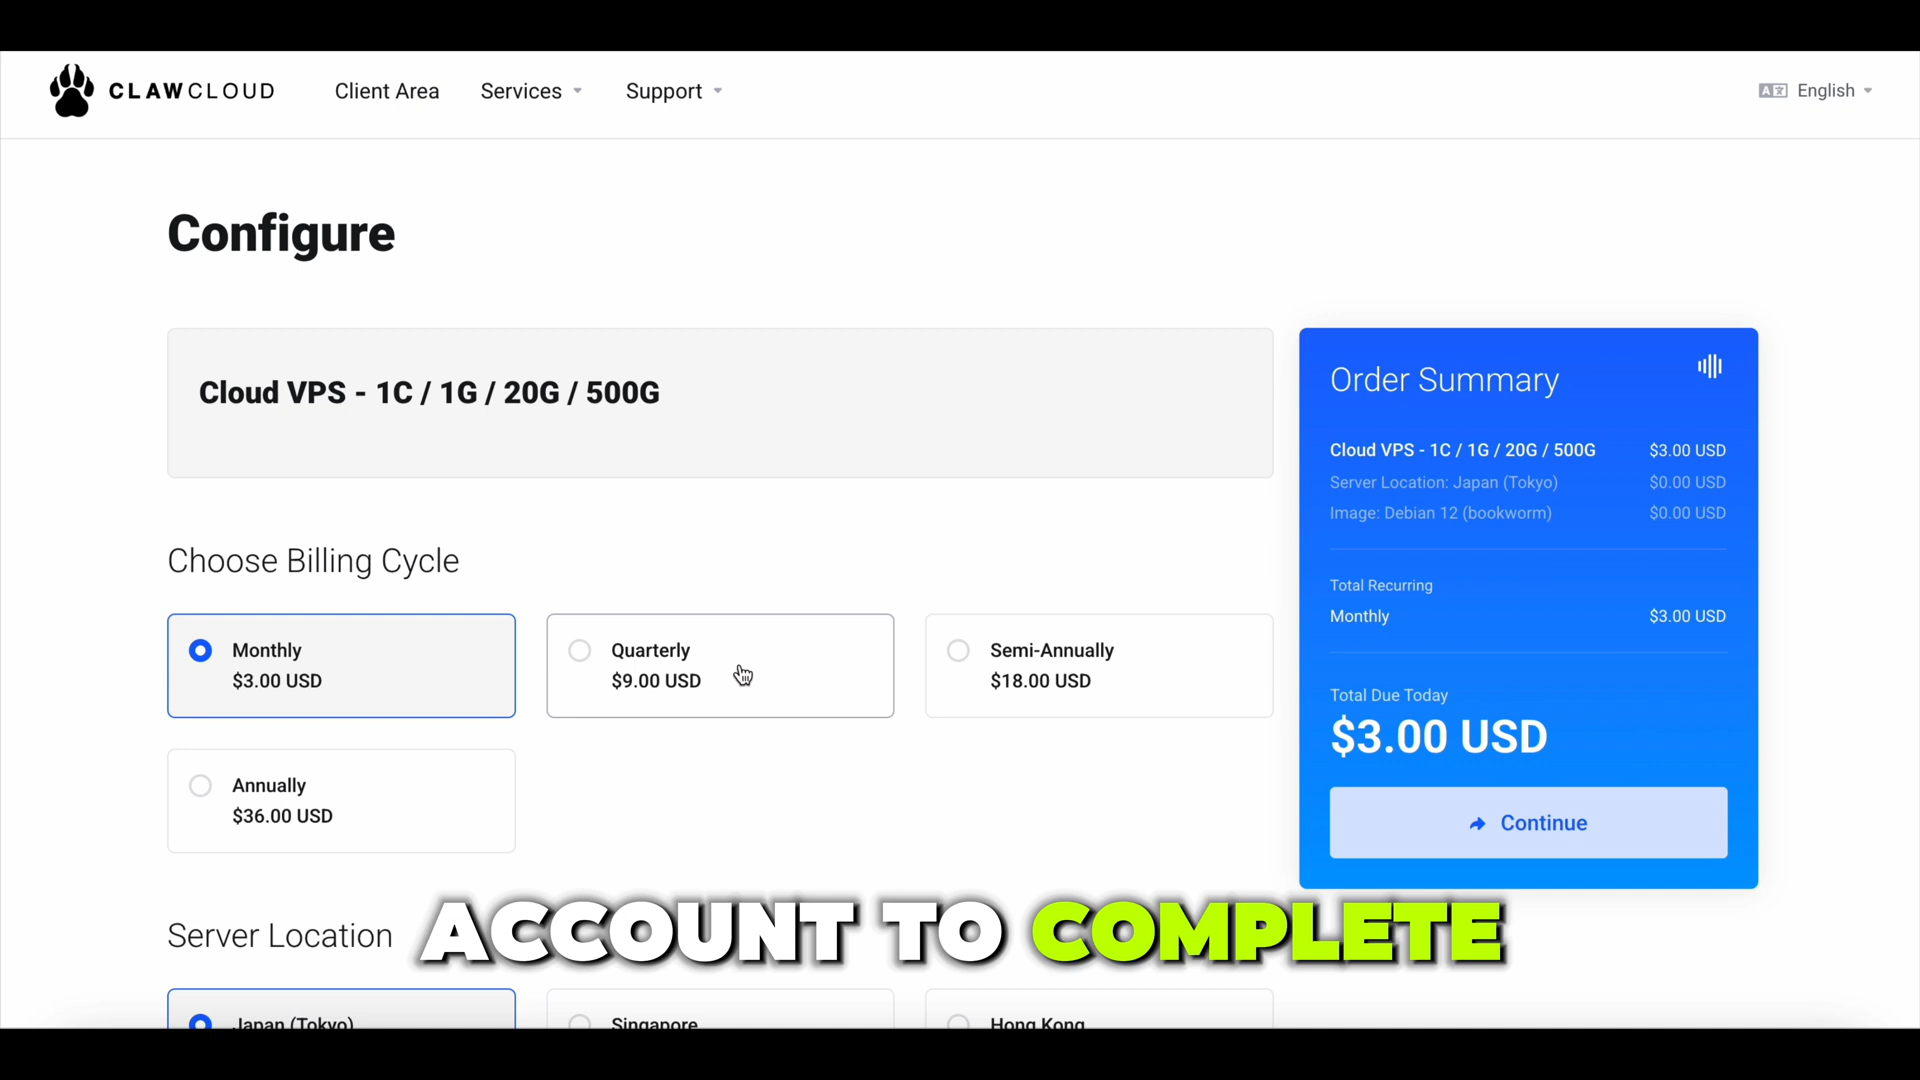 CLAWCLOUD
Client Area
Services
Support
English
Configure
Cloud VPS - 1C / 1G / 20G / 500G
Choose Billing Cycle
Monthly
$3.00 USD
Quarterly
$9.00 USD
Semi-Annually
$18.00 USD
Annually
$36.00 USD
Order Summary
Cloud VPS - 1C / 1G / 20G / 500G $3.00 USD
Server Location: Japan (Tokyo) $0.00 USD
Image: Debian 12 (bookworm) $0.00 USD
Total Recurring
Monthly $3.00 USD
Total Due Today
$3.00 USD
Continue
Server Location
ACCOUNT TO COMPLETE
Japan (Tokyo)
Singapore
Hong Kong